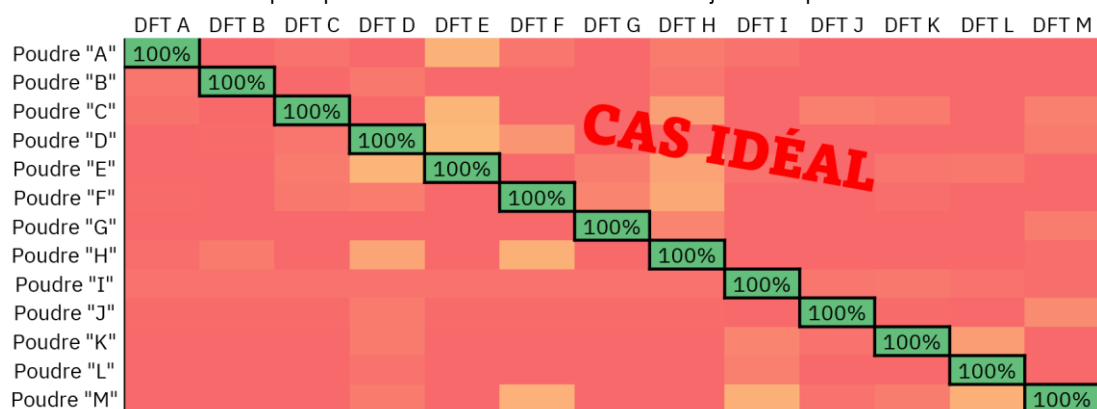 DFT A DFT B DFT C DFT D DFT E DFT F DFT G DFT H DFT I DFT J DFT K DFT L DFT M
Poudre "A" 100%
Poudre "B" 100%
Poudre "C" 100%
CAS IDÉAL
Poudre "D" 100%
Poudre "E" 100%
Poudre "F" 100%
Poudre "G" 100%
Poudre "H" 100%
Poudre "I" 100%
Poudre "J" 100%
Poudre "K" 100%
Poudre "L" 100%
Poudre "M" 100%